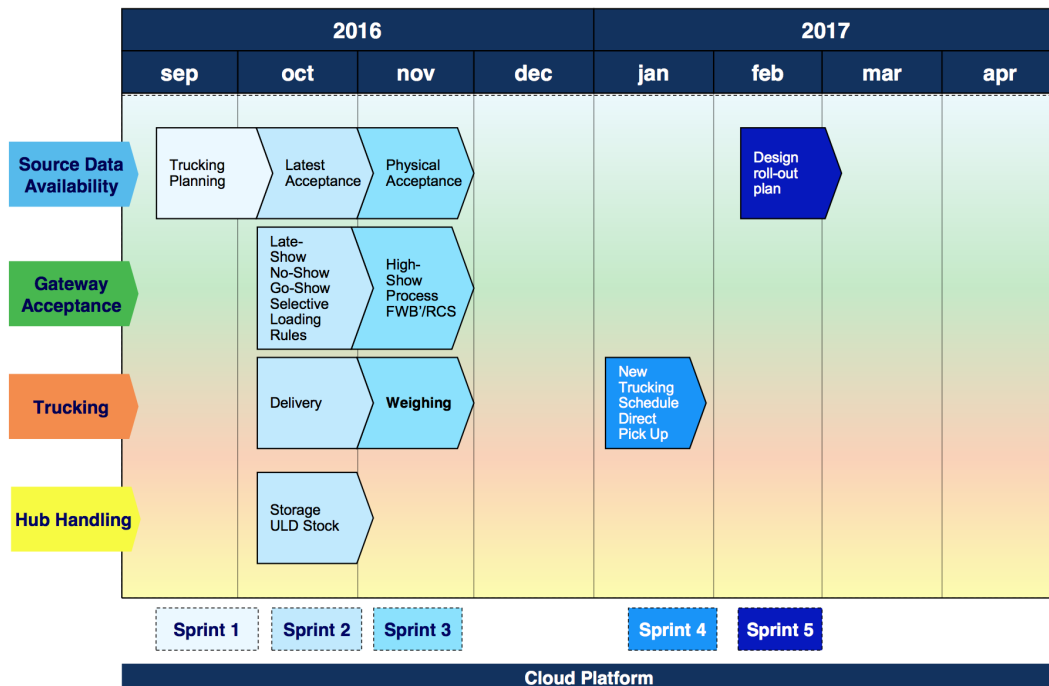 2016
2017
sep
oct
nov
dec
jan
feb
mar
apr
Source Data
Availability
Trucking
Planning
Latest
Acceptance
Physical
Acceptance
Design
roll-out
plan
Gateway
Acceptance
Late-
Show
No-Show
Go-Show
Selective
Loading
Rules
High-
Show
Process
FWB'/RCS
Trucking
Delivery
Weighing
New
Trucking
Schedule
Direct
Pick Up
Hub Handling
Storage
ULD Stock
Sprint 1
Sprint 2
Sprint 3
Sprint 4
Sprint 5
Cloud Platform